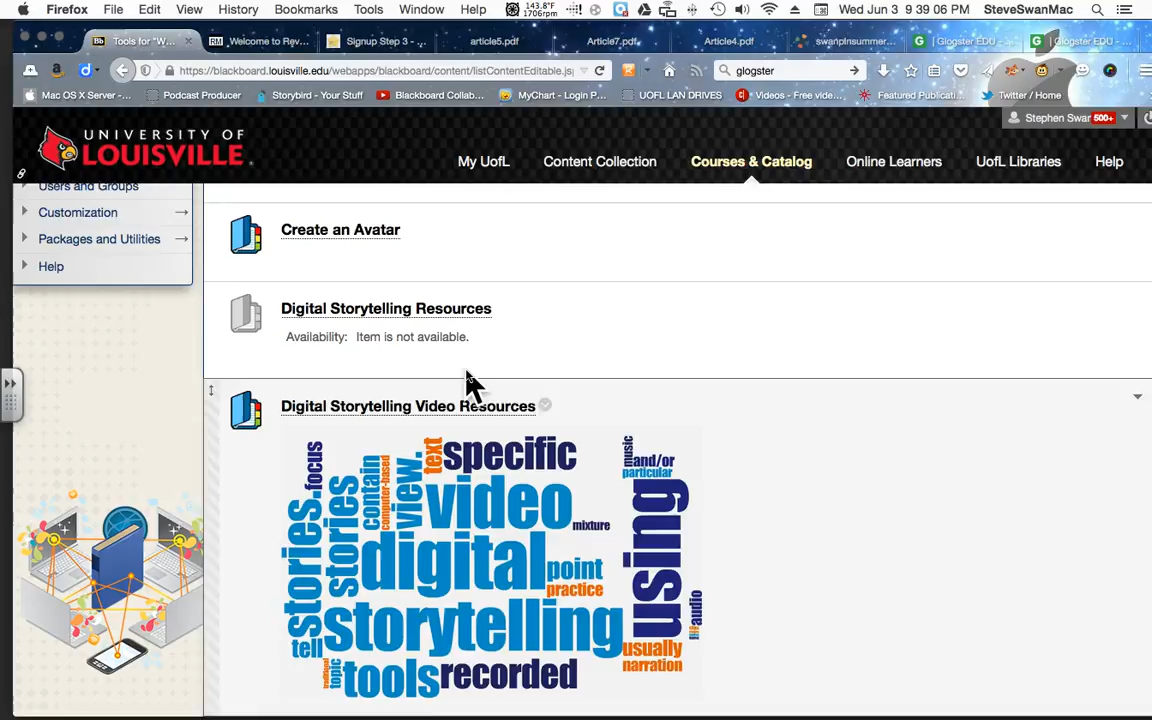 Firefox File Edit View History Bookmarks Tools Window Help 143.8°F 1706rpm Wed Jun 3 9:39:06 PM SteveSwanMac
Bb Tools for "W... RM Welcome to Rev... Signup Step 3 - ... article5.pdf Article7.pdf Article4.pdf swanplnsummer... G | Glogster EDU - ... G | Glogster EDU - ...
https://blackboard.louisville.edu/webapps/blackboard/content/listContentEditable.js glogster
Mac OS X Server -... Podcast Producer Storybird - Your Stuff Blackboard Collab... MyChart - Login P... UOFL LAN DRIVES Videos - Free vide... Featured Publicati... Twitter / Home
Stephen Swan 500+
UNIVERSITY OF
LOUISVILLE.
My UofL Content Collection Courses & Catalog Online Learners UofL Libraries Help
Users and Groups
Customization
Packages and Utilities
Help
Create an Avatar
Digital Storytelling Resources
Availability: Item is not available.
Digital Storytelling Video Resources
focus
stories.
stories
contain
computer-based
view.
text
specific
video
mixture
digital
point
practice
storytelling
tell
topic
tools
recorded
music
and/or
particular
using
audio
usually
narration